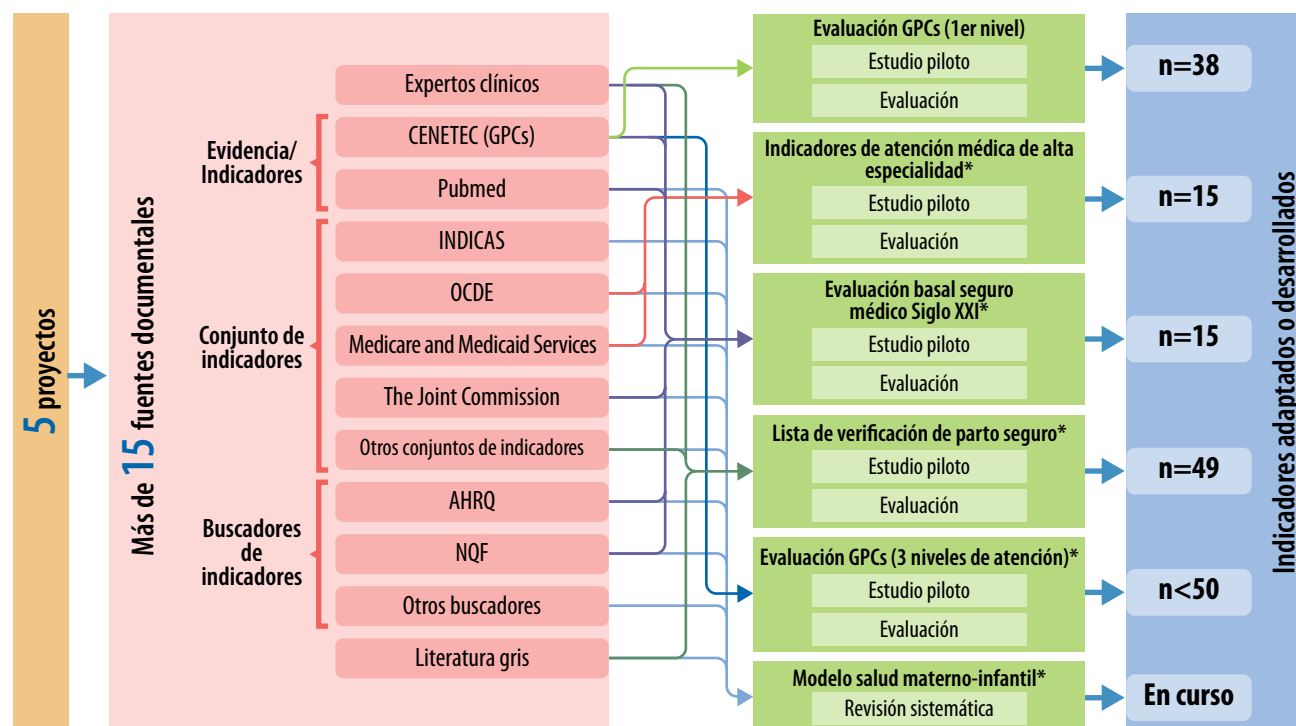 5 proyectos
Más de 15 fuentes documentales
Evidencia/
Indicadores
Conjunto de
indicadores
Buscadores
de
indicadores
Expertos clínicos
CENETEC (GPCs)
Pubmed
INDICAS
OCDE
Medicare and Medicaid Services
The Joint Commission
Otros conjuntos de indicadores
AHRQ
NQF
Otros buscadores
Literatura gris
Evaluación GPCs (1er nivel)
Estudio piloto
Evaluación
Indicadores de atención médica de alta
especialidad*
Estudio piloto
Evaluación
Evaluación basal seguro
médico Siglo XXI*
Estudio piloto
Evaluación
Lista de verificación de parto seguro*
Estudio piloto
Evaluación
Evaluación GPCs (3 niveles de atención)*
Estudio piloto
Evaluación
Modelo salud materno-infantil*
Revisión sistemática
n=38
n=15
n=15
n=49
n<50
En curso
Indicadores adaptados o desarrollados